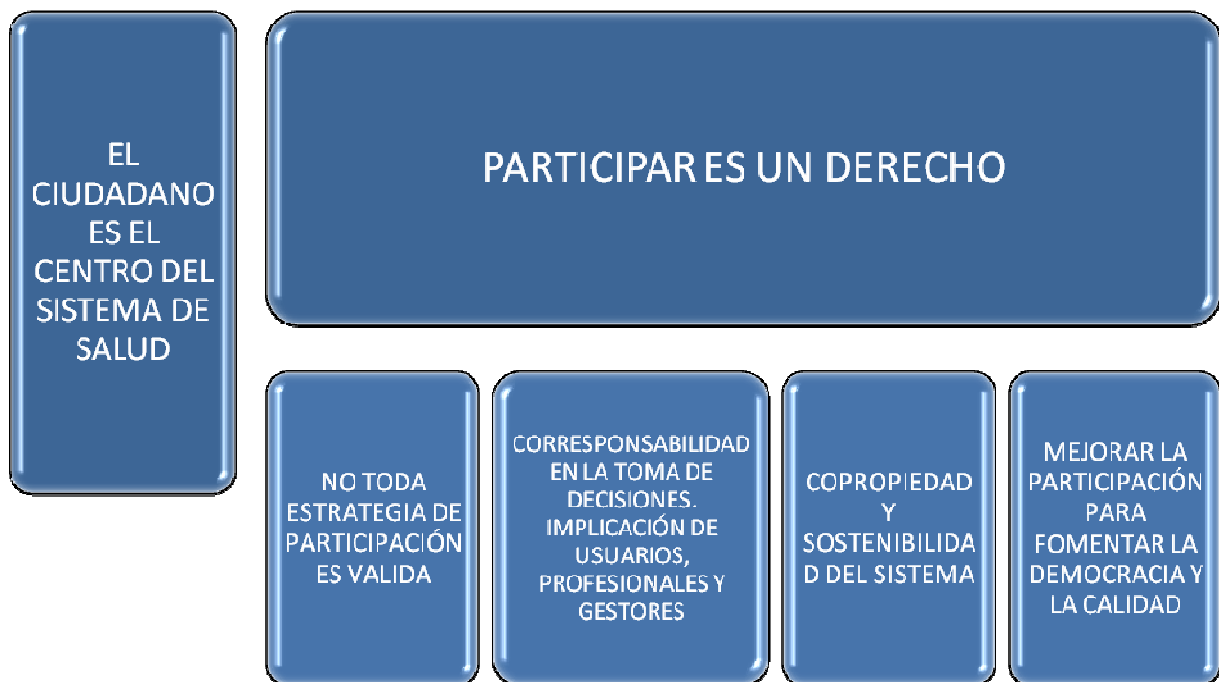 EL
CIUDADANO
ES EL
CENTRO DEL
SISTEMA DE
SALUD
PARTICIPAR ES UN DERECHO
NO TODA
ESTRATEGIA DE
PARTICIPACIÓN
ES VALIDA
CORRESPONSABILIDAD
EN LA TOMA DE
DECISIONES.
IMPLICACIÓN DE
USUARIOS,
PROFESIONALES Y
GESTORES
COPROPIEDAD
Y
SOSTENIBILIDA
D DEL SISTEMA
MEJORAR LA
PARTICIPACIÓN
PARA
FOMENTAR LA
DEMOCRACIA Y
LA CALIDAD